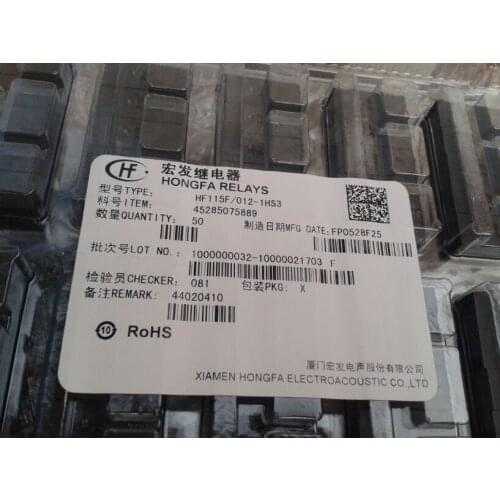 HF
宏发继电器
HONGFA RELAYS
型号TYPE: HF115F/012-1HS3
料号ITEM: 45285075889
数量QUANTITY: 50 制造日期MFG DATE: FP0528F25
批次号LOT NO.: 1000000032-10000021703 F
检验员CHECKER: 081 包装PKG: X
备注REMARK: 44020410
10 RoHS
厦门宏发电声股份有限公司
XIAMEN HONGFA ELECTROACOUSTIC CO.,LTD